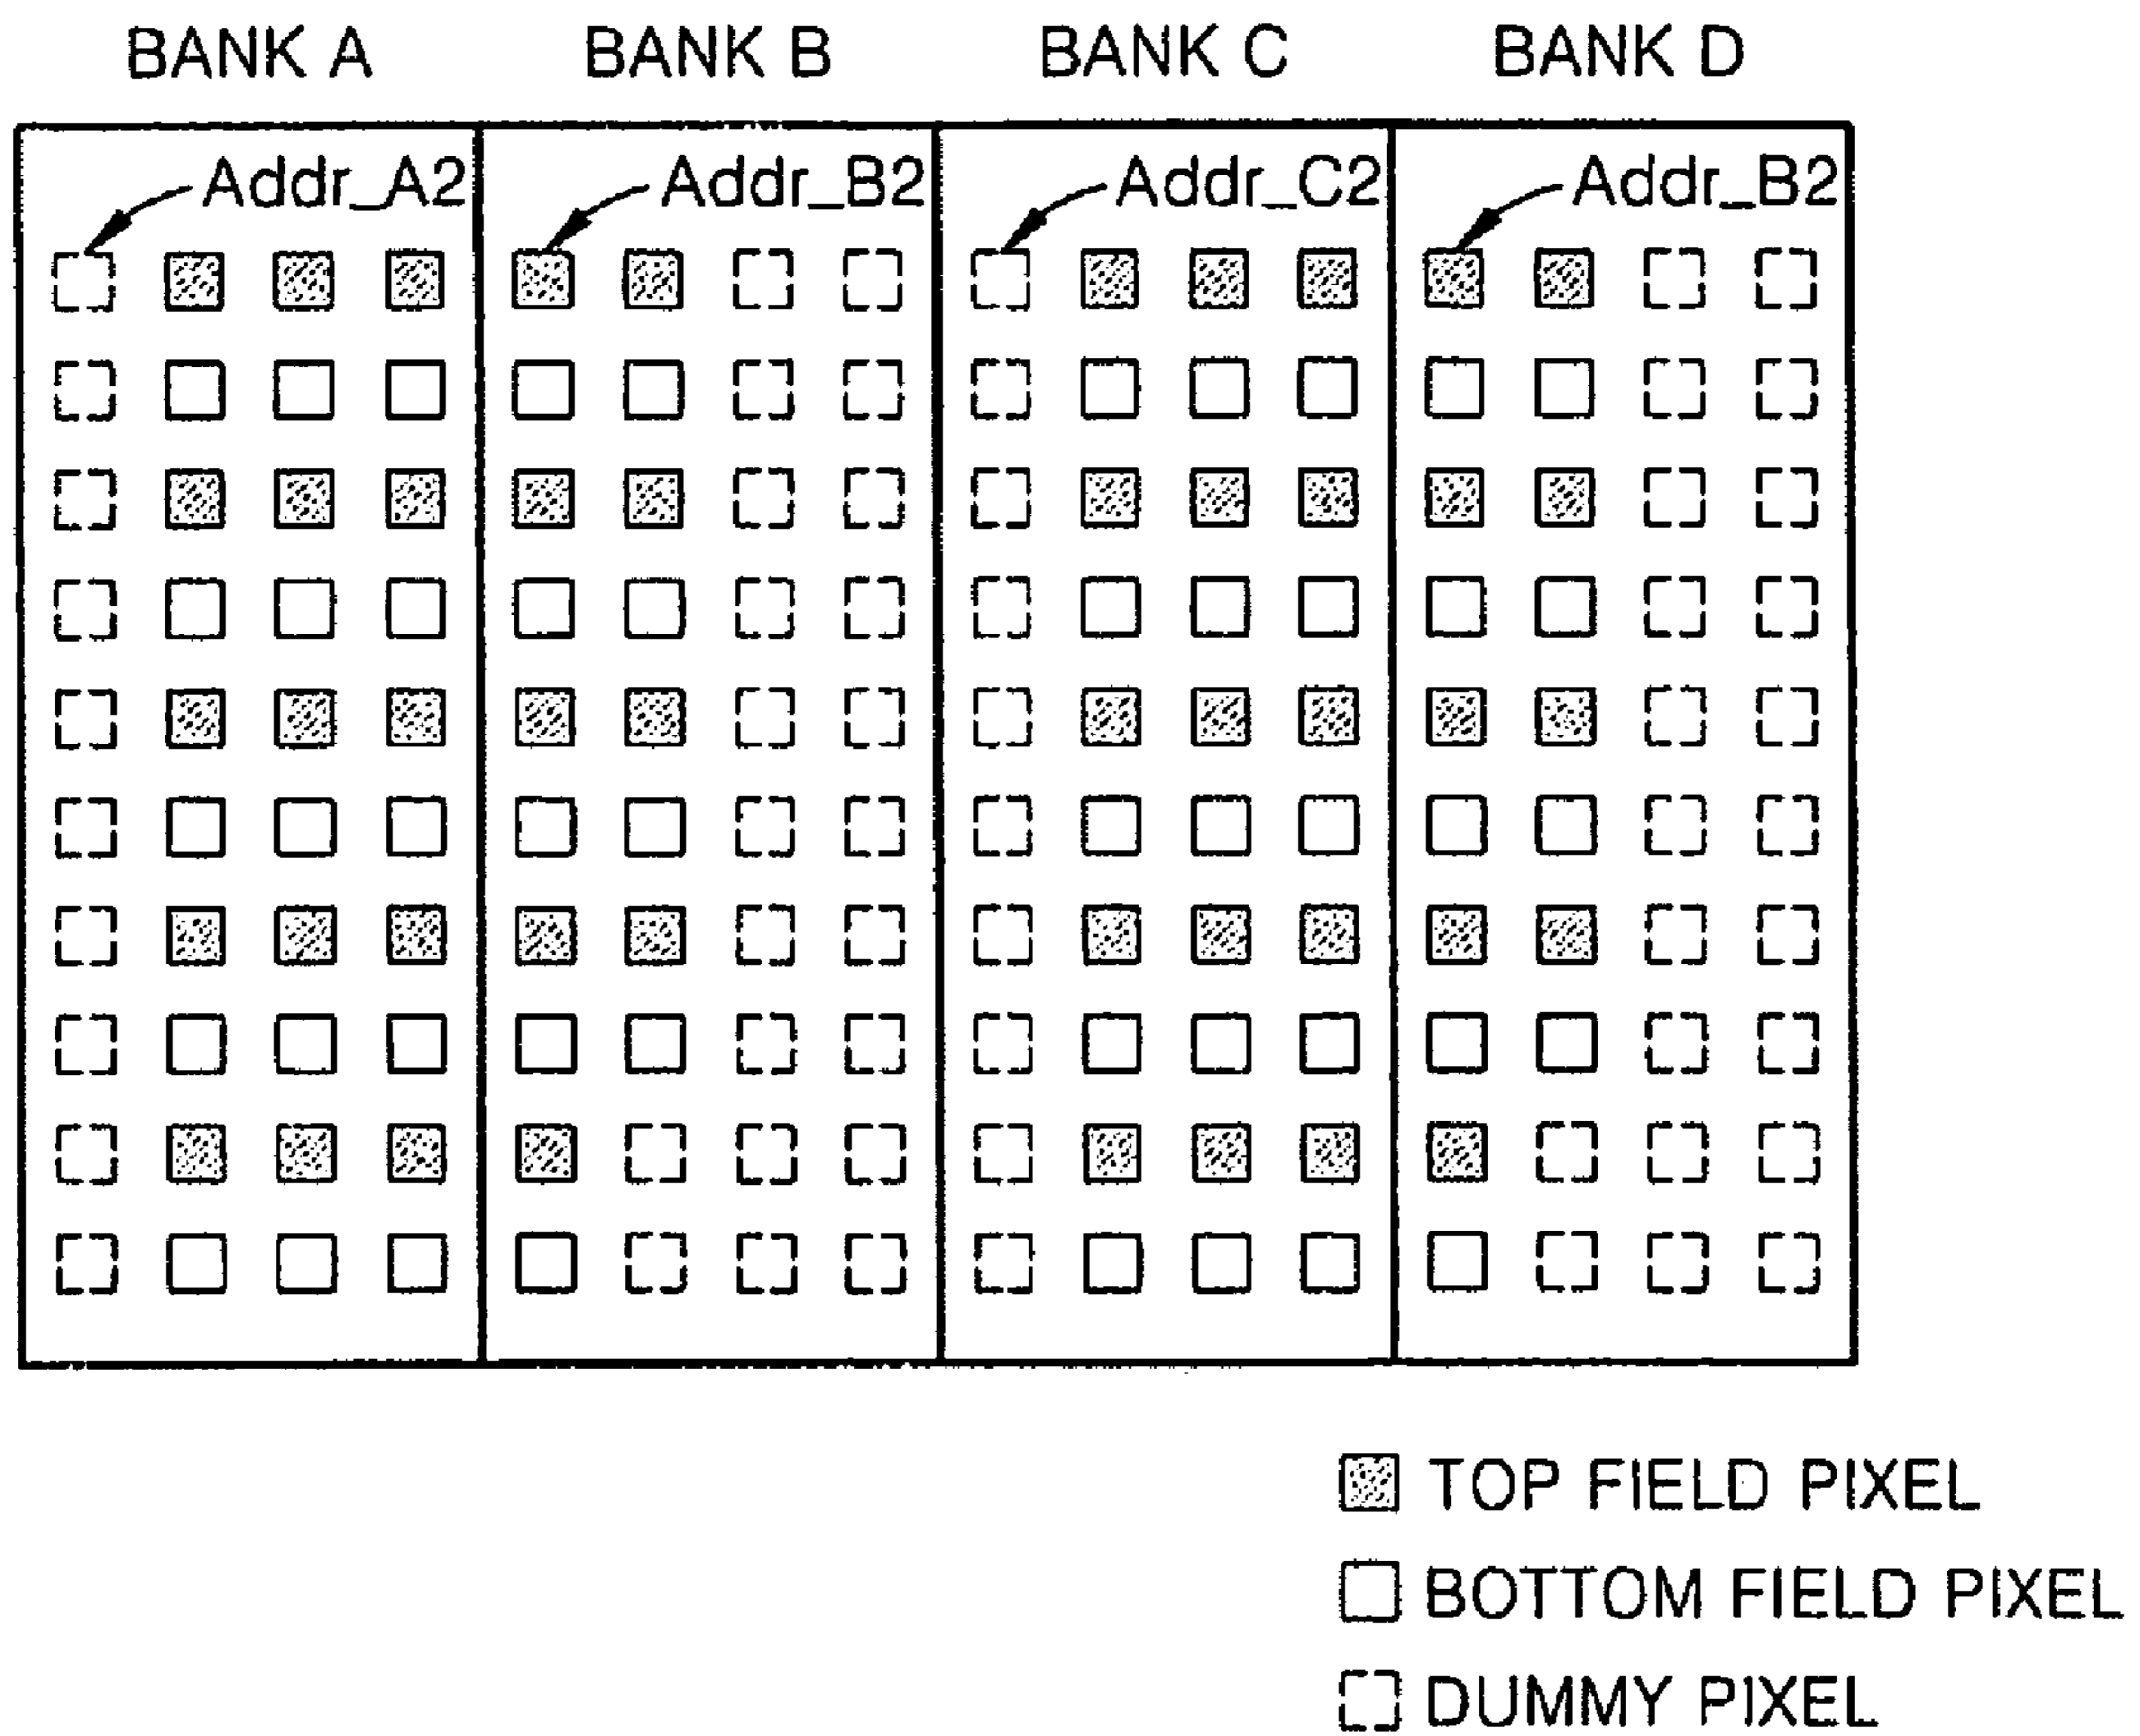 BANK A BANK B BANK C BANK D
Addr_A2 Addr_B2 Addr_C2 Addr_B2
TOP FIELD PIXEL
BOTTOM FIELD PIXEL
DUMMY PIXEL